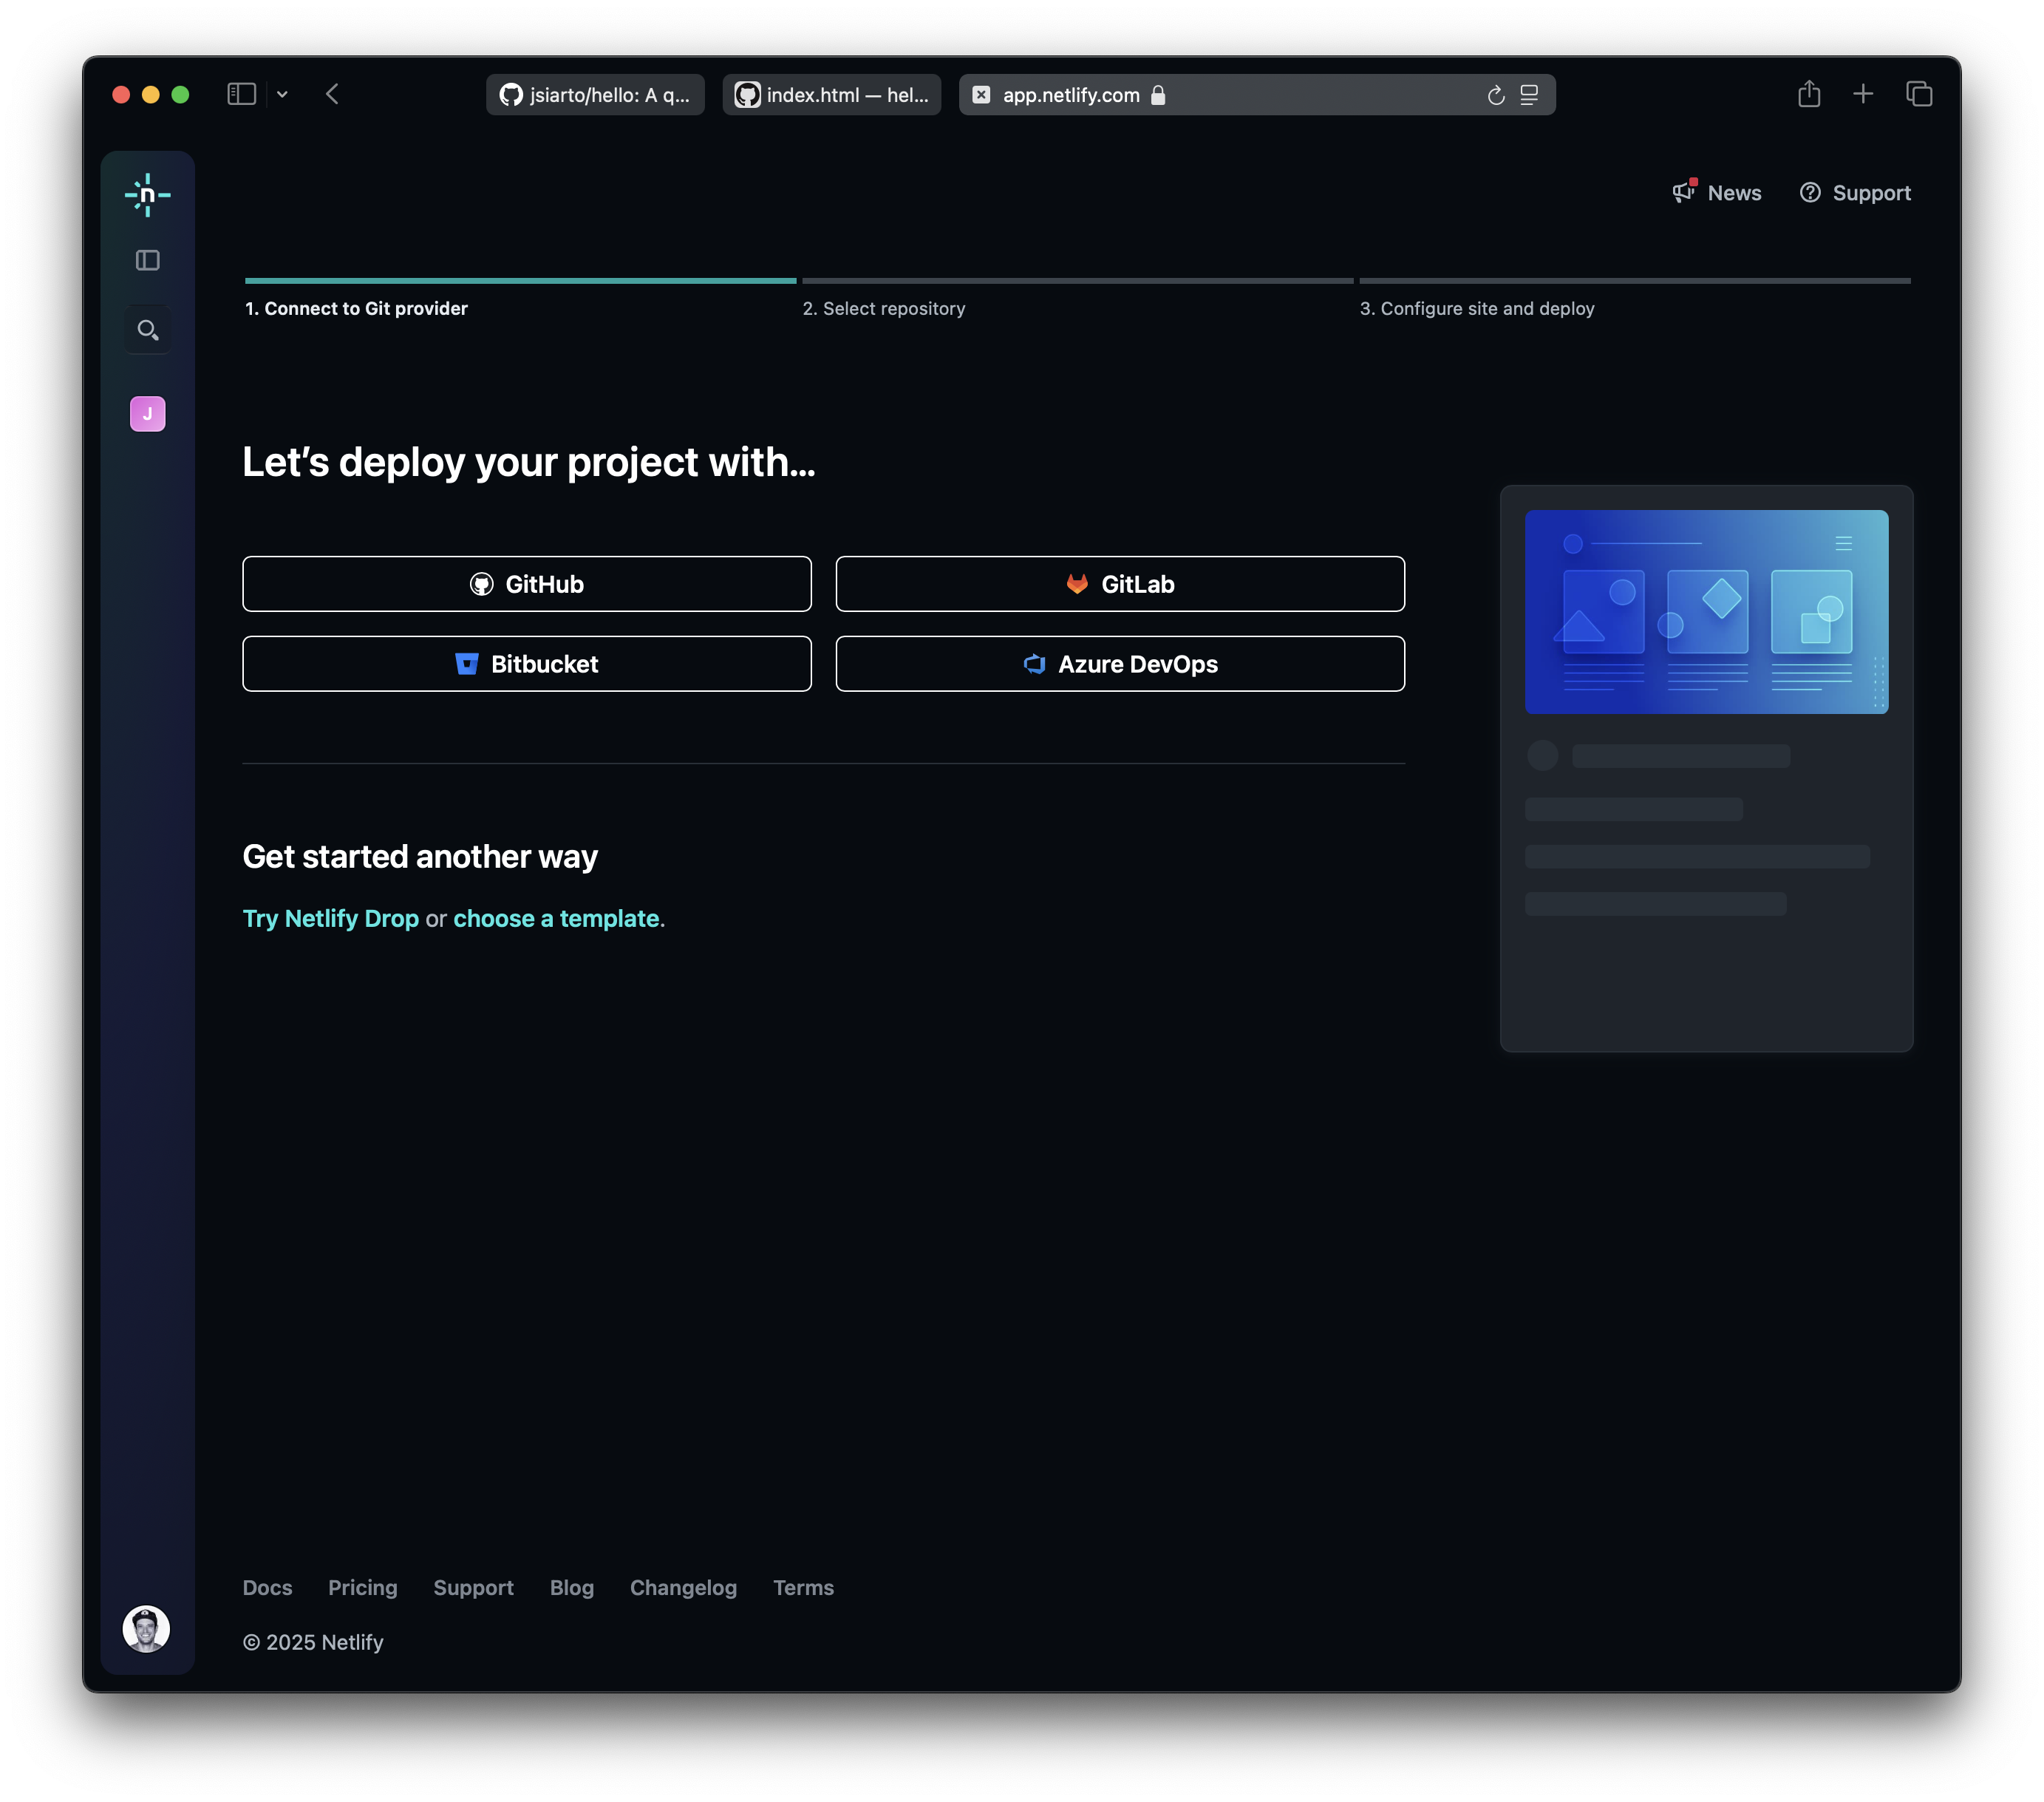 jsiarto/hello: A q...
index.html — hel...
app.netlify.com
n
News
Support
1. Connect to Git provider
2. Select repository
3. Configure site and deploy
J
Let’s deploy your project with…
GitHub
GitLab
Bitbucket
Azure DevOps
Get started another way
Try Netlify Drop or choose a template.
Docs
Pricing
Support
Blog
Changelog
Terms
© 2025 Netlify